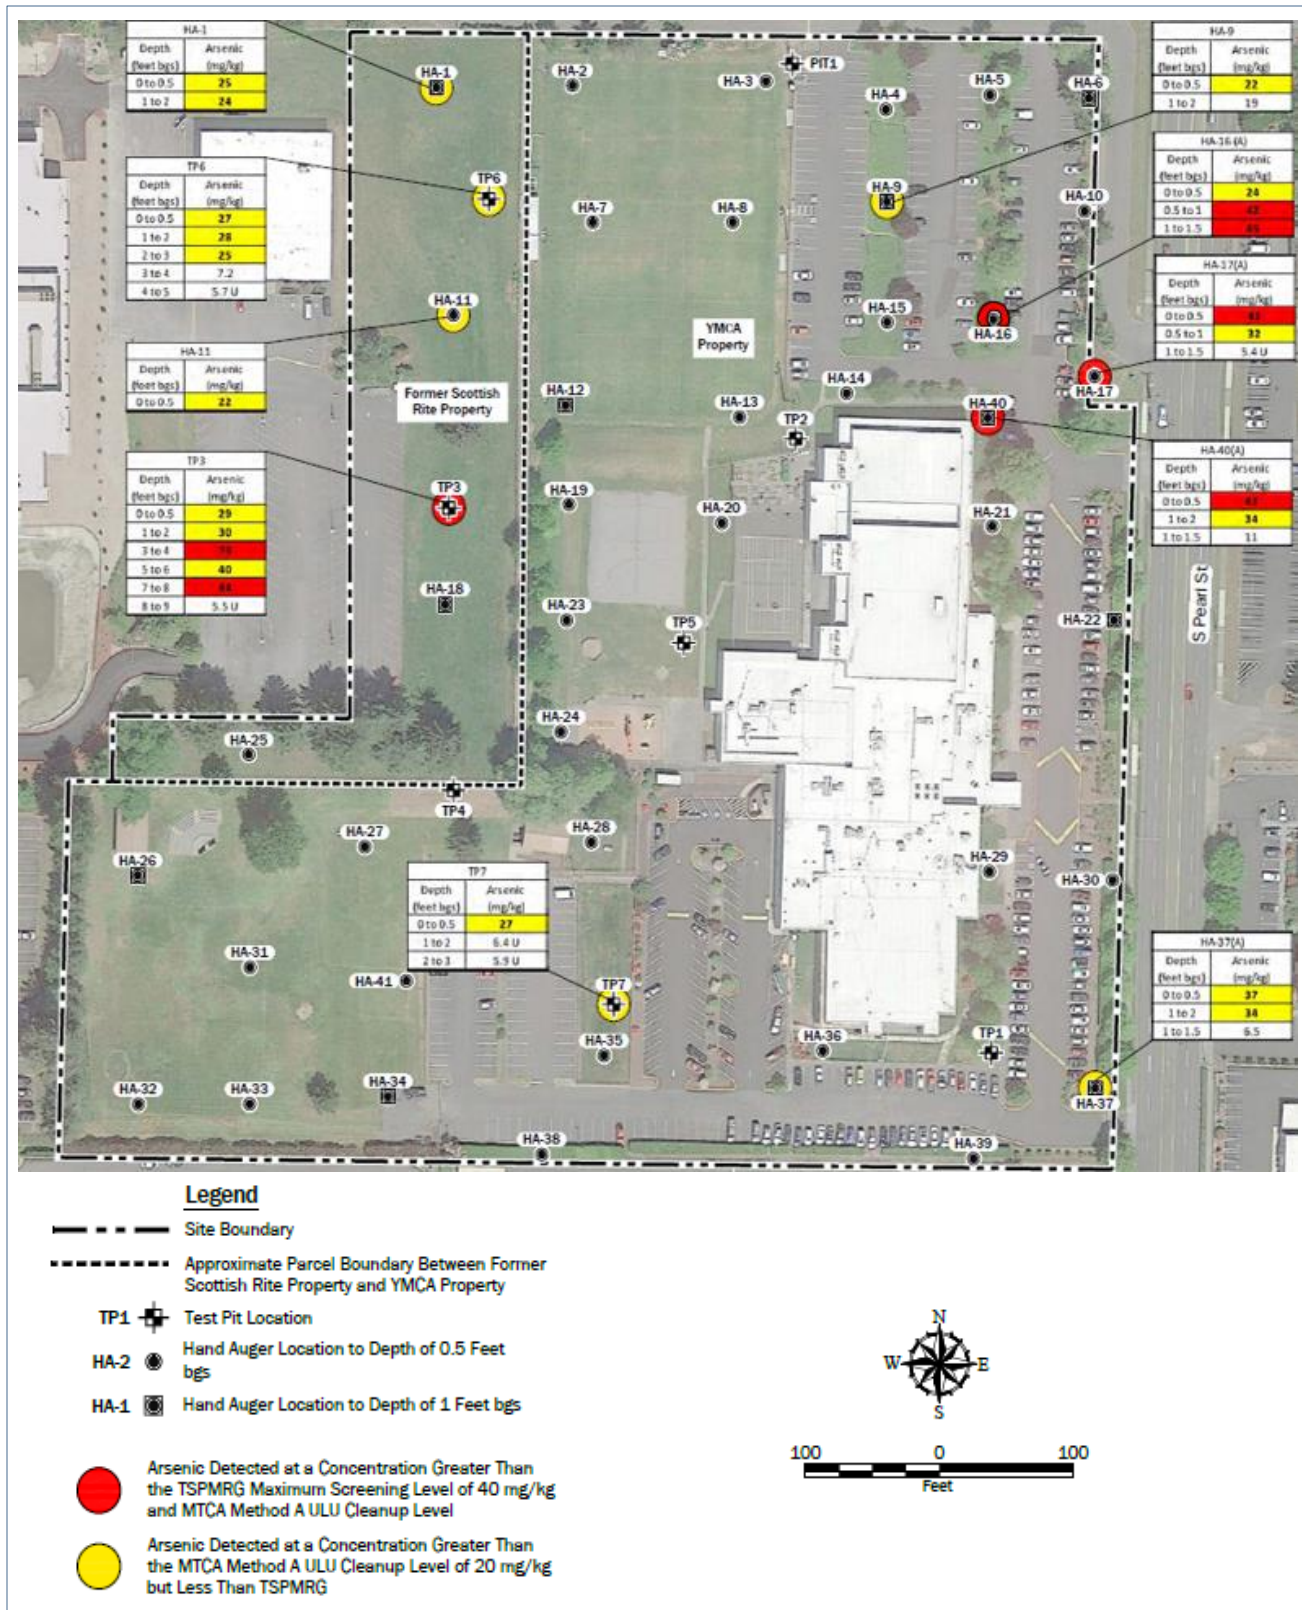 HA-1
Depth Arsenic
(feet bgs) (mg/kg)
0 to 0.5 25
1 to 2 24
TP6
Depth Arsenic
(feet bgs) (mg/kg)
0 to 0.5 27
1 to 2 28
2 to 3 25
3 to 4 7.2
4 to 5 5.7 U
HA-11
Depth Arsenic
(feet bgs) (mg/kg)
0 to 0.5 22
TP3
Depth Arsenic
(feet bgs) (mg/kg)
0 to 0.5 29
1 to 2 30
3 to 4
5 to 6 40
7 to 8
8 to 9 5.5 U
HA-9
Depth Arsenic
(feet bgs) (mg/kg)
0 to 0.5 22
1 to 2 19
HA-16(A)
Depth Arsenic
(feet bgs) (mg/kg)
0 to 0.5 24
0.5 to 1
1 to 1.5
HA-17(A)
Depth Arsenic
(feet bgs) (mg/kg)
0 to 0.5
0.5 to 1 32
1 to 1.5 5.4 U
HA-40(A)
Depth Arsenic
(feet bgs) (mg/kg)
0 to 0.5
1 to 2 34
1 to 1.5 11
HA-37(A)
Depth Arsenic
(feet bgs) (mg/kg)
0 to 0.5 37
1 to 2 34
1 to 1.5 6.5
TP7
Depth Arsenic
(feet bgs) (mg/kg)
0 to 0.5 27
1 to 2 6.4 U
2 to 3 5.9 U
HA-1
HA-2
HA-3
PIT1
HA-4
HA-5
HA-6
TP6
HA-7
HA-8
HA-9
HA-10
HA-11
HA-15
HA-16
YMCA
Property
HA-17
Former Scottish
Rite Property
HA-12
HA-13
HA-14
HA-40
TP2
TP3
HA-19
HA-20
HA-21
HA-18
HA-23
TP5
HA-22
S Pearl St
HA-24
HA-25
TP4
HA-27
HA-28
HA-26
HA-29
HA-30
HA-31
HA-41
TP7
HA-35
HA-36
TP1
HA-32
HA-33
HA-34
HA-37
HA-38
HA-39
Legend
Site Boundary
Approximate Parcel Boundary Between Former
Scottish Rite Property and YMCA Property
TP1 Test Pit Location
HA-2 Hand Auger Location to Depth of 0.5 Feet
bgs
HA-1 Hand Auger Location to Depth of 1 Feet bgs
Arsenic Detected at a Concentration Greater Than
the TSPMRG Maximum Screening Level of 40 mg/kg
and MTCA Method A ULU Cleanup Level
Arsenic Detected at a Concentration Greater Than
the MTCA Method A ULU Cleanup Level of 20 mg/kg
but Less Than TSPMRG
N
W E
S
100 0 100
Feet